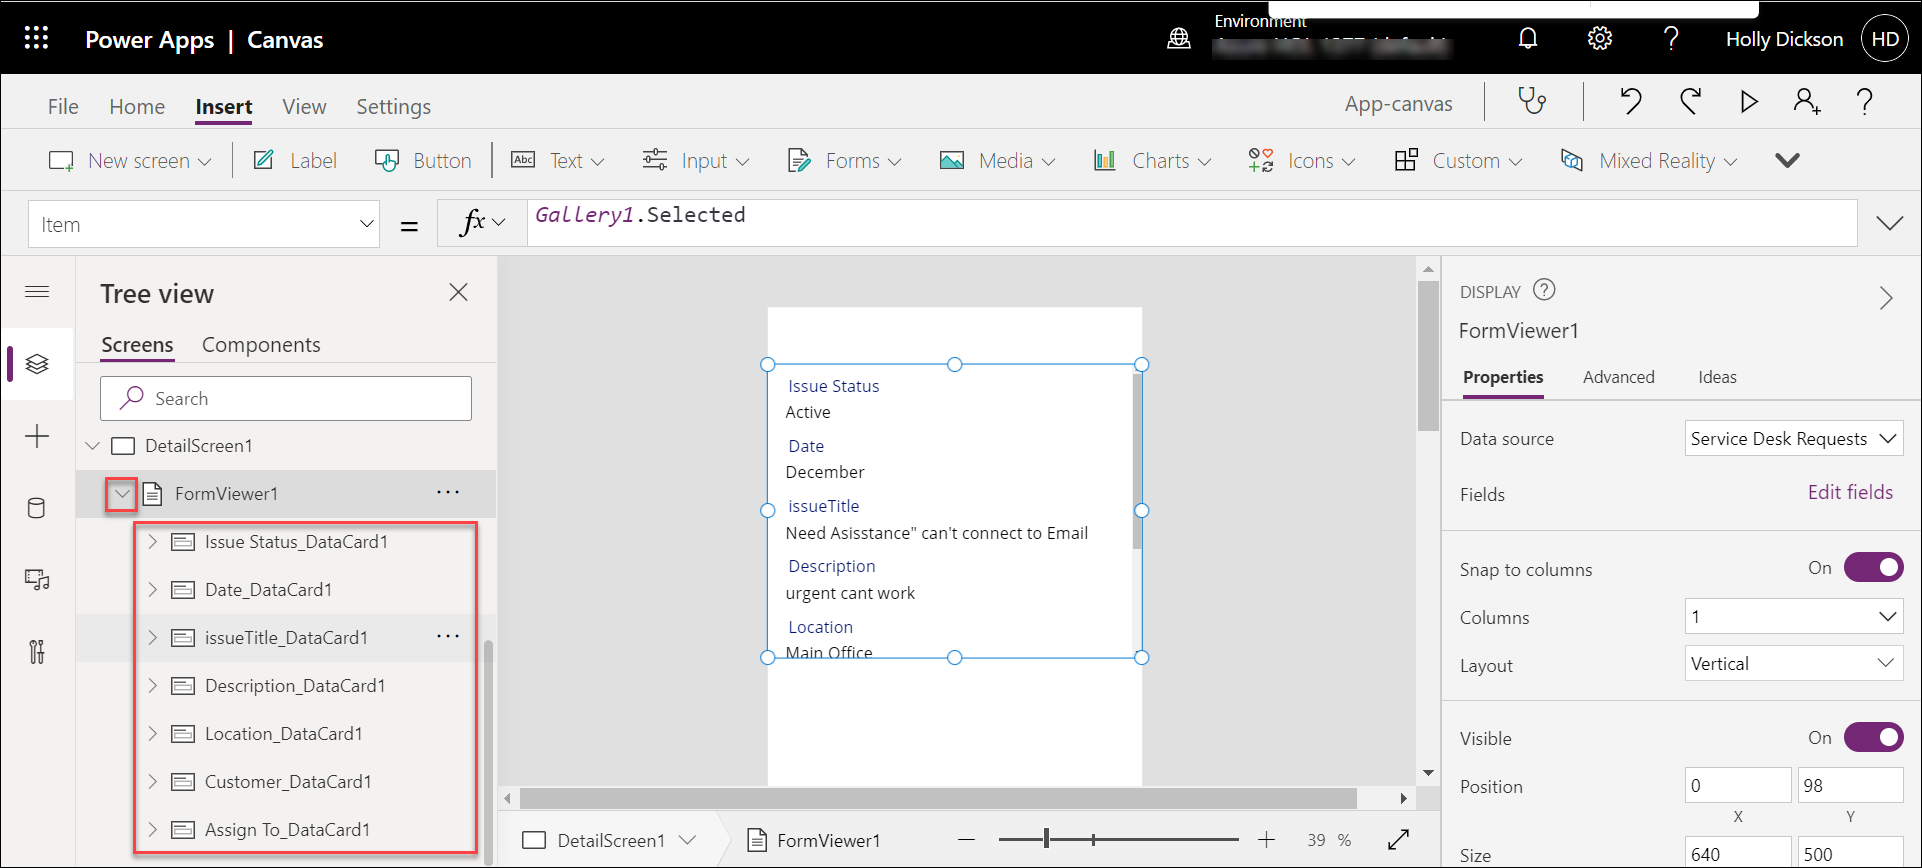 Power Apps | Canvas
Environment
Holly Dickson
HD
File Home Insert View Settings
App-canvas
New screen Label Button Abc Text Input Forms Media Charts Icons Custom Mixed Reality
Item = fx Gallery1.Selected
Tree view
Screens Components
Search
DetailScreen1
FormViewer1 ...
Issue Status_DataCard1
Date_DataCard1
issueTitle_DataCard1 ...
Description_DataCard1
Location_DataCard1
Customer_DataCard1
Assign To_DataCard1
Issue Status
Active
Date
December
issueTitle
Need Asisstance" can't connect to Email
Description
urgent cant work
Location
Main Office
DetailScreen1 FormViewer1 39 %
DISPLAY ?
FormViewer1
Properties Advanced Ideas
Data source Service Desk Requests
Fields Edit fields
Snap to columns On
Columns 1
Layout Vertical
Visible On
Position 0 98
X Y
Size 640 500